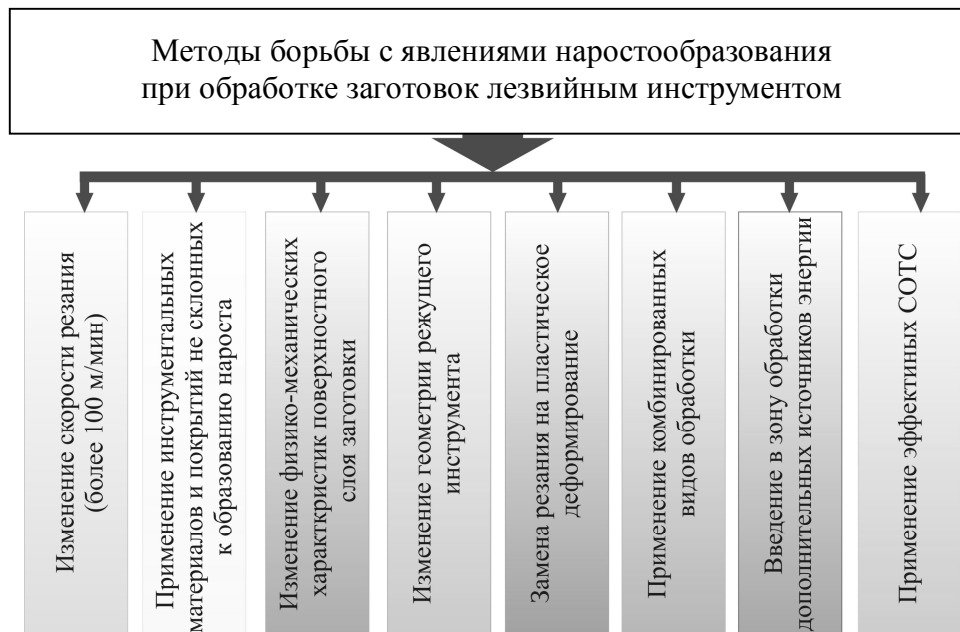 Методы борьбы с явлениями наростообразования
при обработке заготовок лезвийным инструментом
Изменение скорости резания
(более 100 м/мин)
Применение инструментальных
материалов и покрытий не склонных
к образованию нароста
Изменение физико-механических
характкристик поверхностного
слоя заготовки
Изменение геометрии режущего
инструмента
Замена резания на пластическое
деформирование
Применение комбинированных
видов обработки
Введение в зону обработки
дополнительных источников энергии
Применение эффектиных СОТС